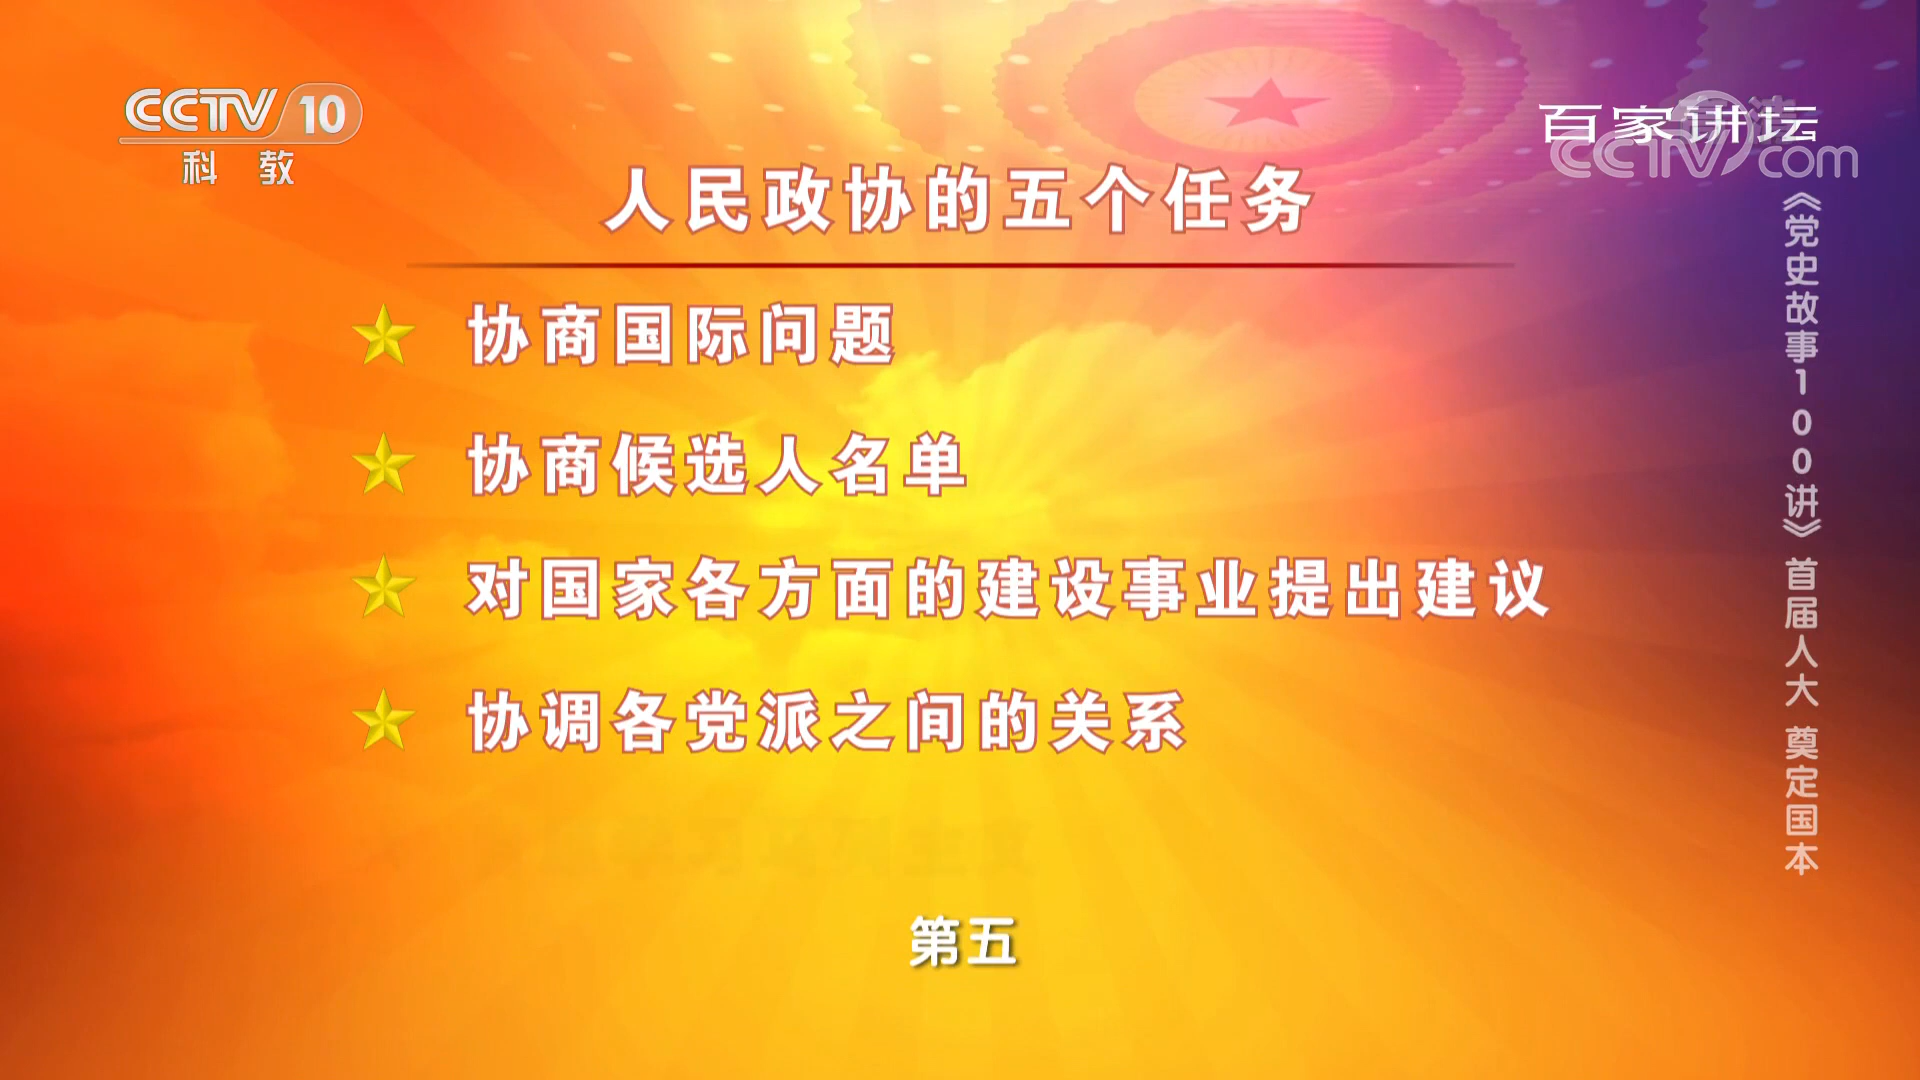 CCTV 10
科教
百家讲坛
CCTV.com
人民政协的五个任务
协商国际问题
协商候选人名单
对国家各方面的建设事业提出建议
协调各党派之间的关系
第五
《党史故事100讲》首届人大 奠定国本